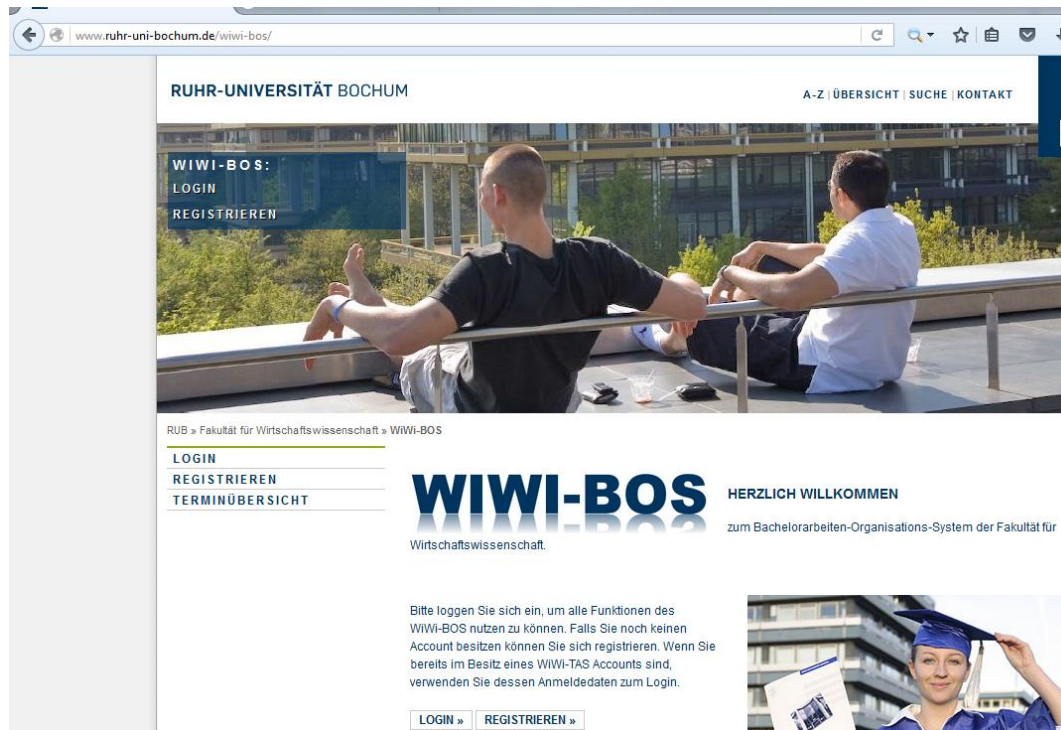 www.ruhr-uni-bochum.de/wiwi-bos/
RUHR-UNIVERSITÄT BOCHUM
A-Z | ÜBERSICHT | SUCHE | KONTAKT
WIWI-BOS:
LOGIN
REGISTRIEREN
RUB » Fakultät für Wirtschaftswissenschaft » WiWi-BOS
LOGIN
REGISTRIEREN
TERMINÜBERSICHT
WIWI-BOS
HERZLICH WILLKOMMEN
zum Bachelorarbeiten-Organisations-System der Fakultät für
Wirtschaftswissenschaft.
Bitte loggen Sie sich ein, um alle Funktionen des
WiWi-BOS nutzen zu können. Falls Sie noch keinen
Account besitzen können Sie sich registrieren. Wenn Sie
bereits im Besitz eines WiWi-TAS Accounts sind,
verwenden Sie dessen Anmeldedaten zum Login.
LOGIN » REGISTRIEREN »